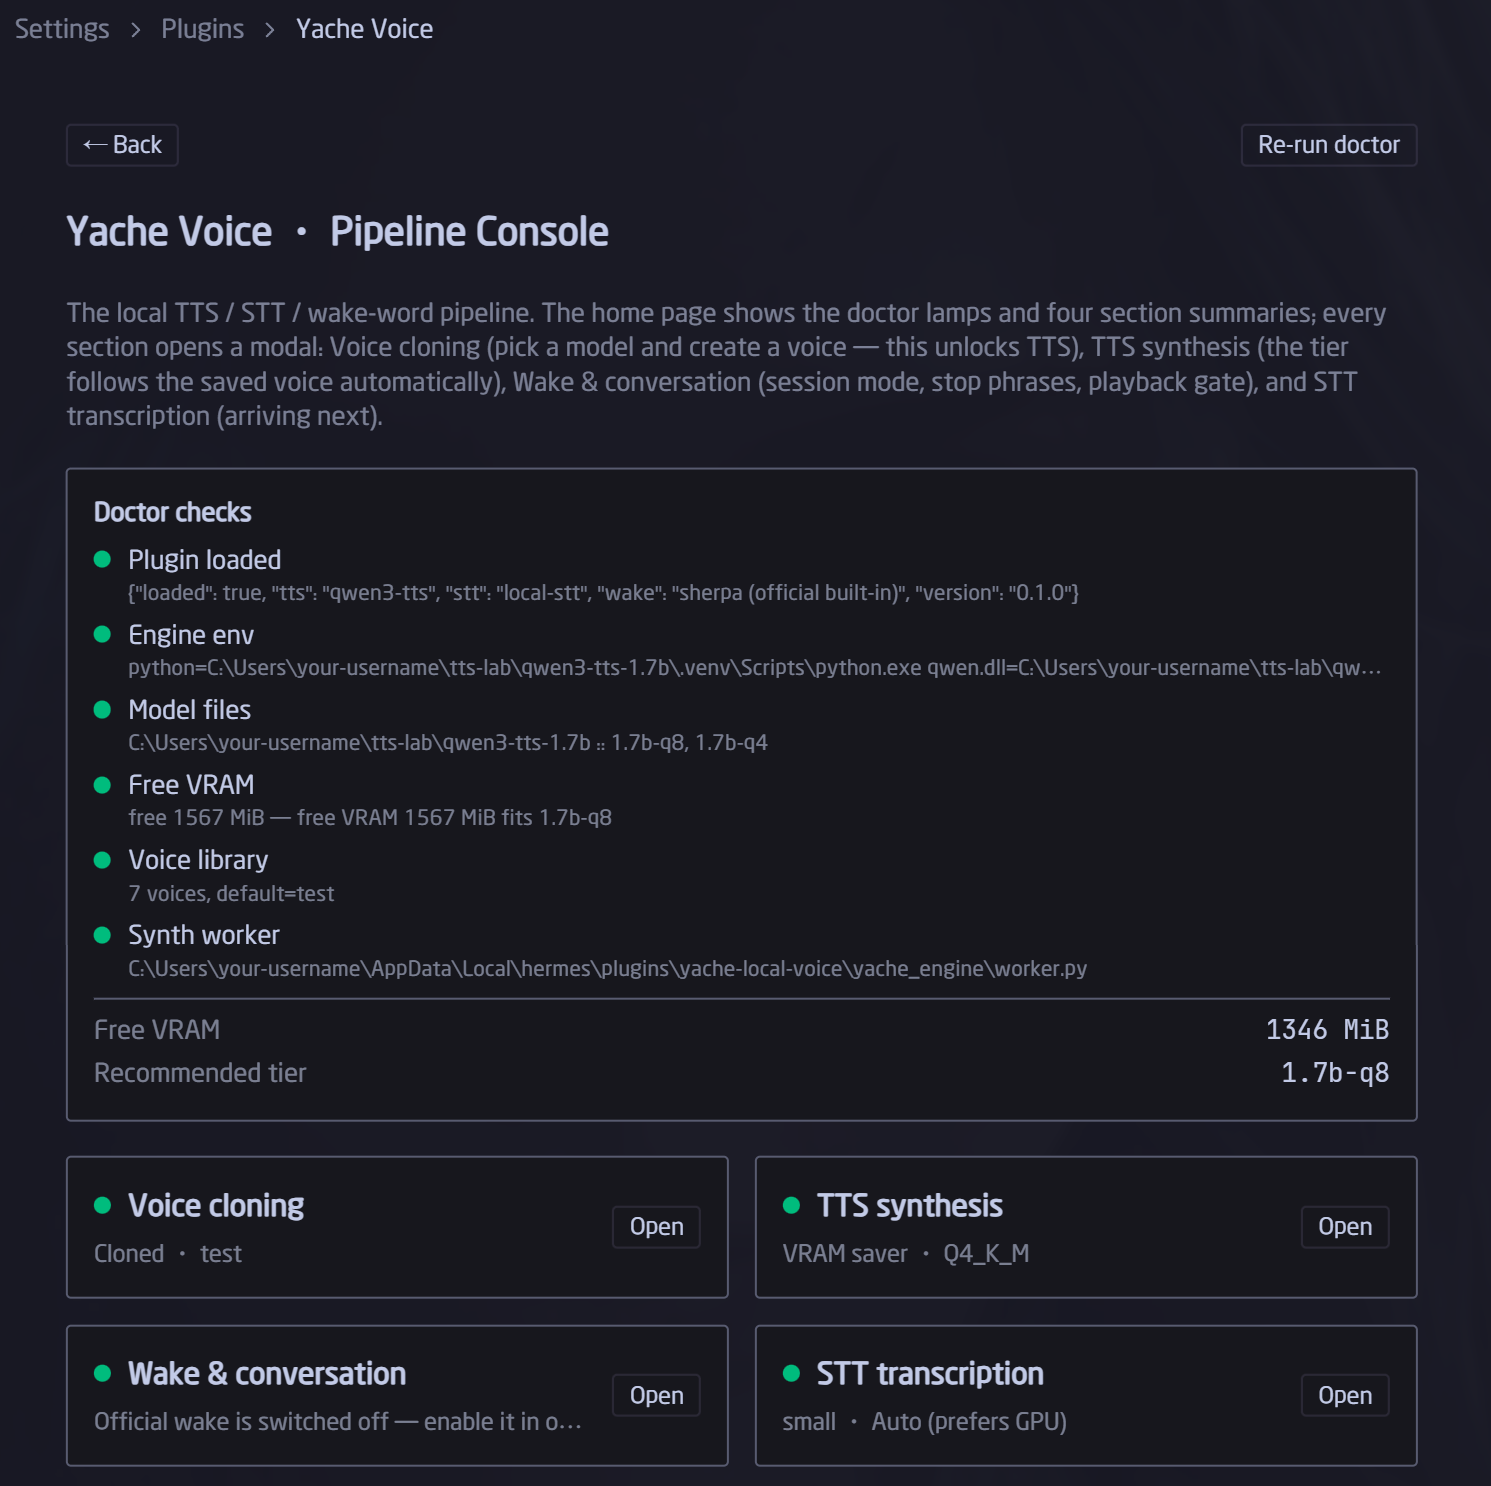 Settings > Plugins > Yache Voice
← Back
Re-run doctor
Yache Voice · Pipeline Console
The local TTS / STT / wake-word pipeline. The home page shows the doctor lamps and four section summaries; every
section opens a modal: Voice cloning (pick a model and create a voice — this unlocks TTS), TTS synthesis (the tier
follows the saved voice automatically), Wake & conversation (session mode, stop phrases, playback gate), and STT
transcription (arriving next).
Doctor checks
Plugin loaded
{"loaded": true, "tts": "qwen3-tts", "stt": "local-stt", "wake": "sherpa (official built-in)", "version": "0.1.0"}
Engine env
python=C:\Users\your-username\tts-lab\qwen3-tts-1.7b\.venv\Scripts\python.exe qwen.dll=C:\Users\your-username\tts-lab\qw...
Model files
C:\Users\your-username\tts-lab\qwen3-tts-1.7b :: 1.7b-q8, 1.7b-q4
Free VRAM
free 1567 MiB — free VRAM 1567 MiB fits 1.7b-q8
Voice library
7 voices, default=test
Synth worker
C:\Users\your-username\AppData\Local\hermes\plugins\yache-local-voice\yache_engine\worker.py
Free VRAM 1346 MiB
Recommended tier 1.7b-q8
Voice cloning
Cloned · test
Open
TTS synthesis
VRAM saver · Q4_K_M
Open
Wake & conversation
Official wake is switched off — enable it in o...
Open
STT transcription
small · Auto (prefers GPU)
Open